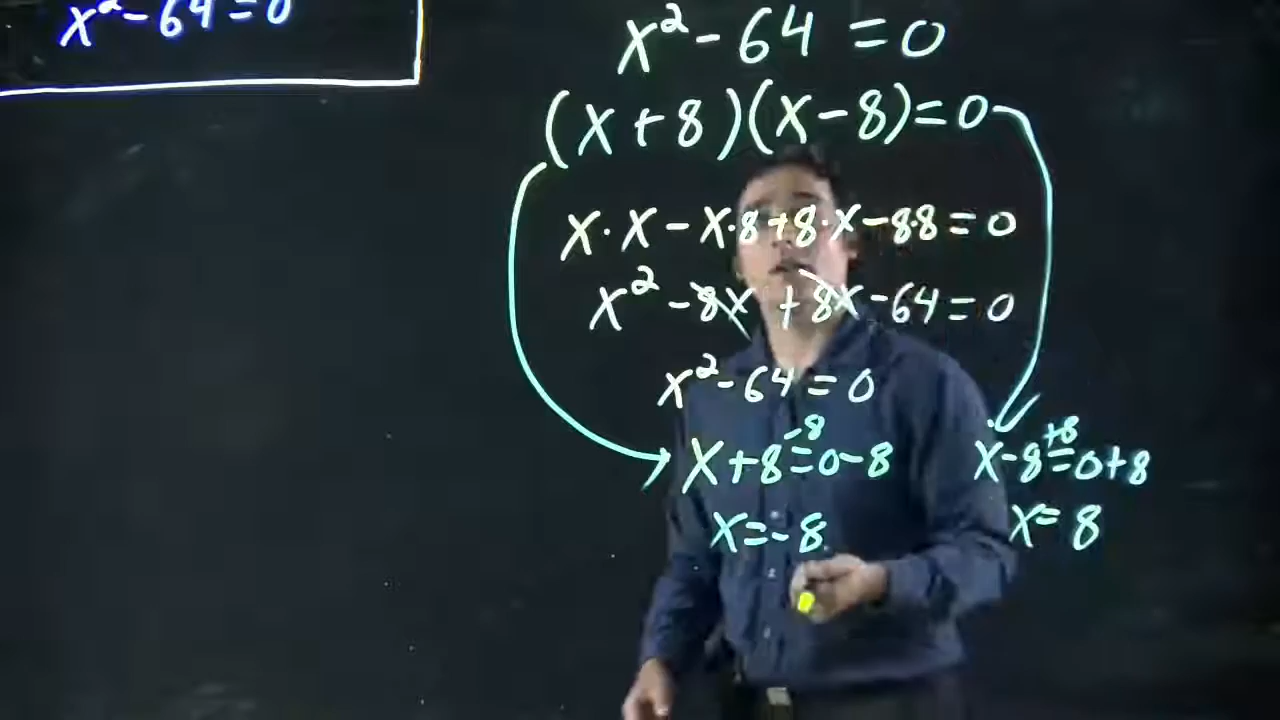 x²-64=0
x²-64=0
(x+8)(x-8)=0
x·x-x·8+8·x-8·8=0
x²-8x+8x-64=0
x²-64=0
-8 +8
x+8=0-8 x-8=0+8
x=-8 x=8